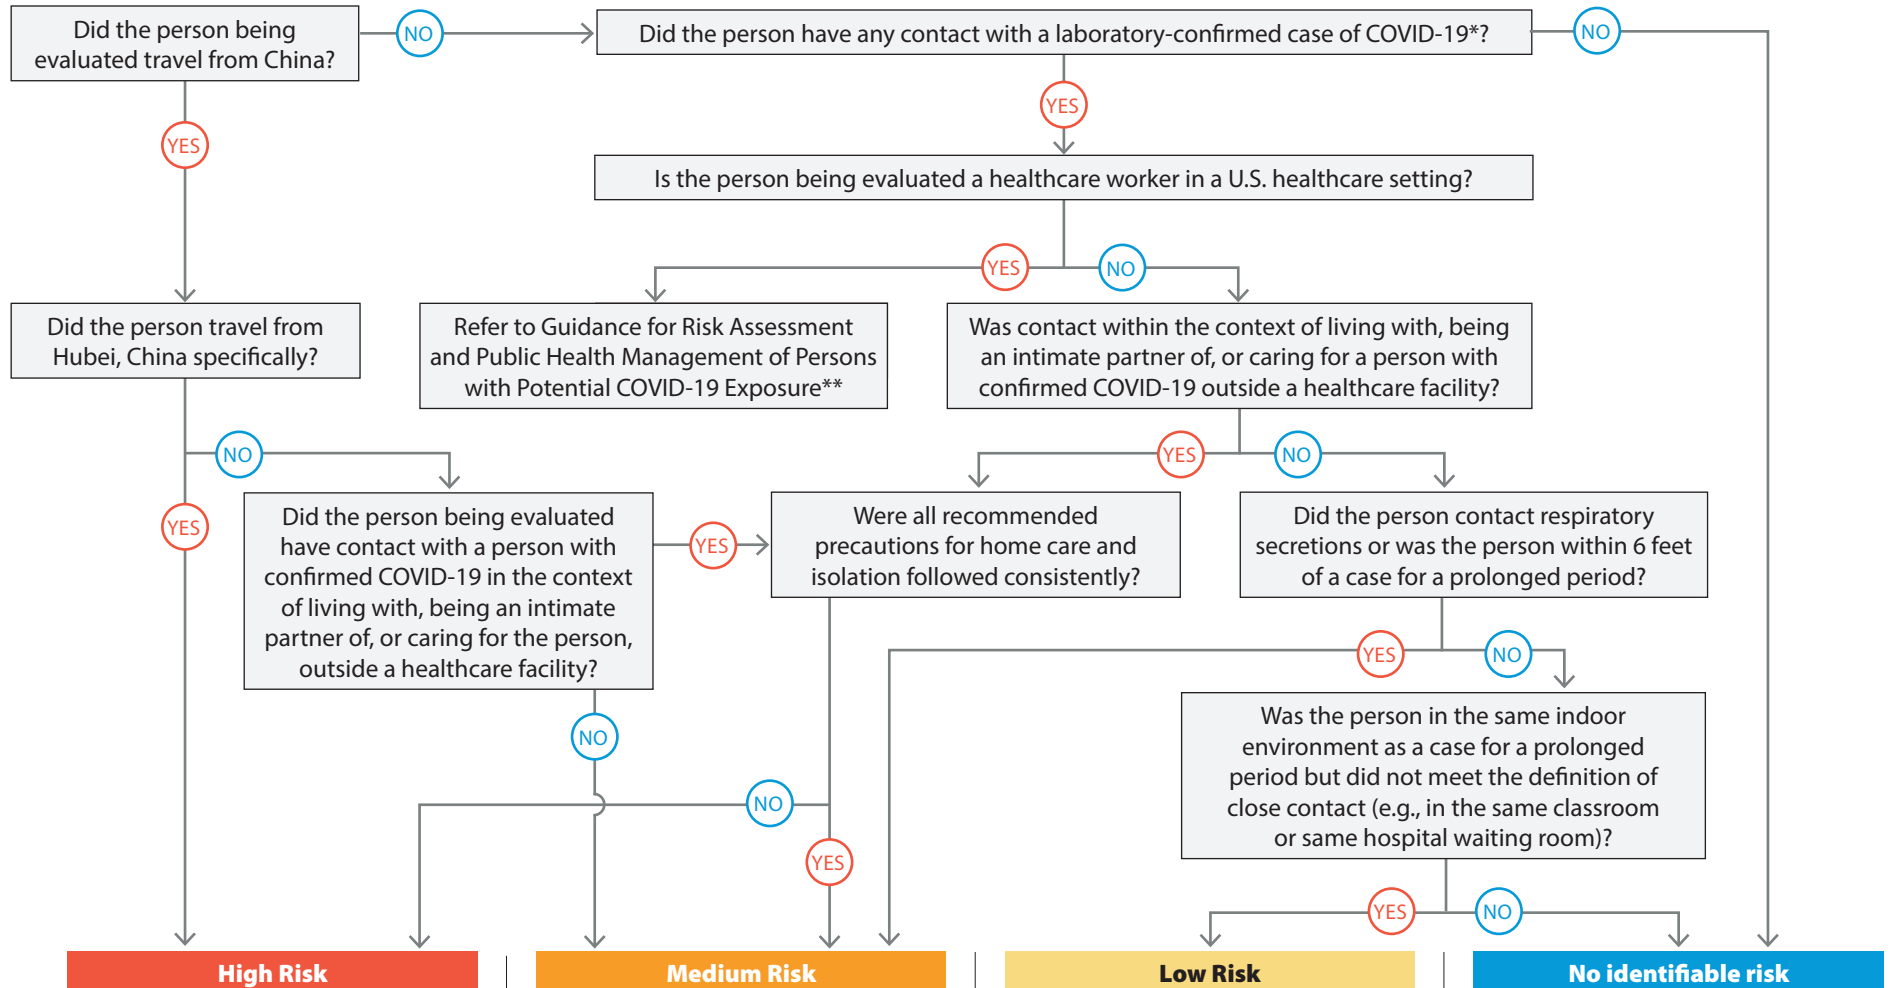 Did the person being
evaluated travel from China?
NO
Did the person have any contact with a laboratory-confirmed case of COVID-19*?
NO
YES
YES
Is the person being evaluated a healthcare worker in a U.S. healthcare setting?
YES
NO
Did the person travel from
Hubei, China specifically?
Refer to Guidance for Risk Assessment
and Public Health Management of Persons
with Potential COVID-19 Exposure**
Was contact within the context of living with, being
an intimate partner of, or caring for a person with
confirmed COVID-19 outside a healthcare facility?
NO
YES
NO
YES
Did the person being evaluated
have contact with a person with
confirmed COVID-19 in the context
of living with, being an intimate
partner of, or caring for the person,
outside a healthcare facility?
YES
Were all recommended
precautions for home care and
isolation followed consistently?
Did the person contact respiratory
secretions or was the person within 6 feet
of a case for a prolonged period?
YES
NO
NO
Was the person in the same indoor
environment as a case for a prolonged
period but did not meet the definition of
close contact (e.g., in the same classroom
or same hospital waiting room)?
NO
YES
YES
NO
High Risk
Medium Risk
Low Risk
No identifiable risk